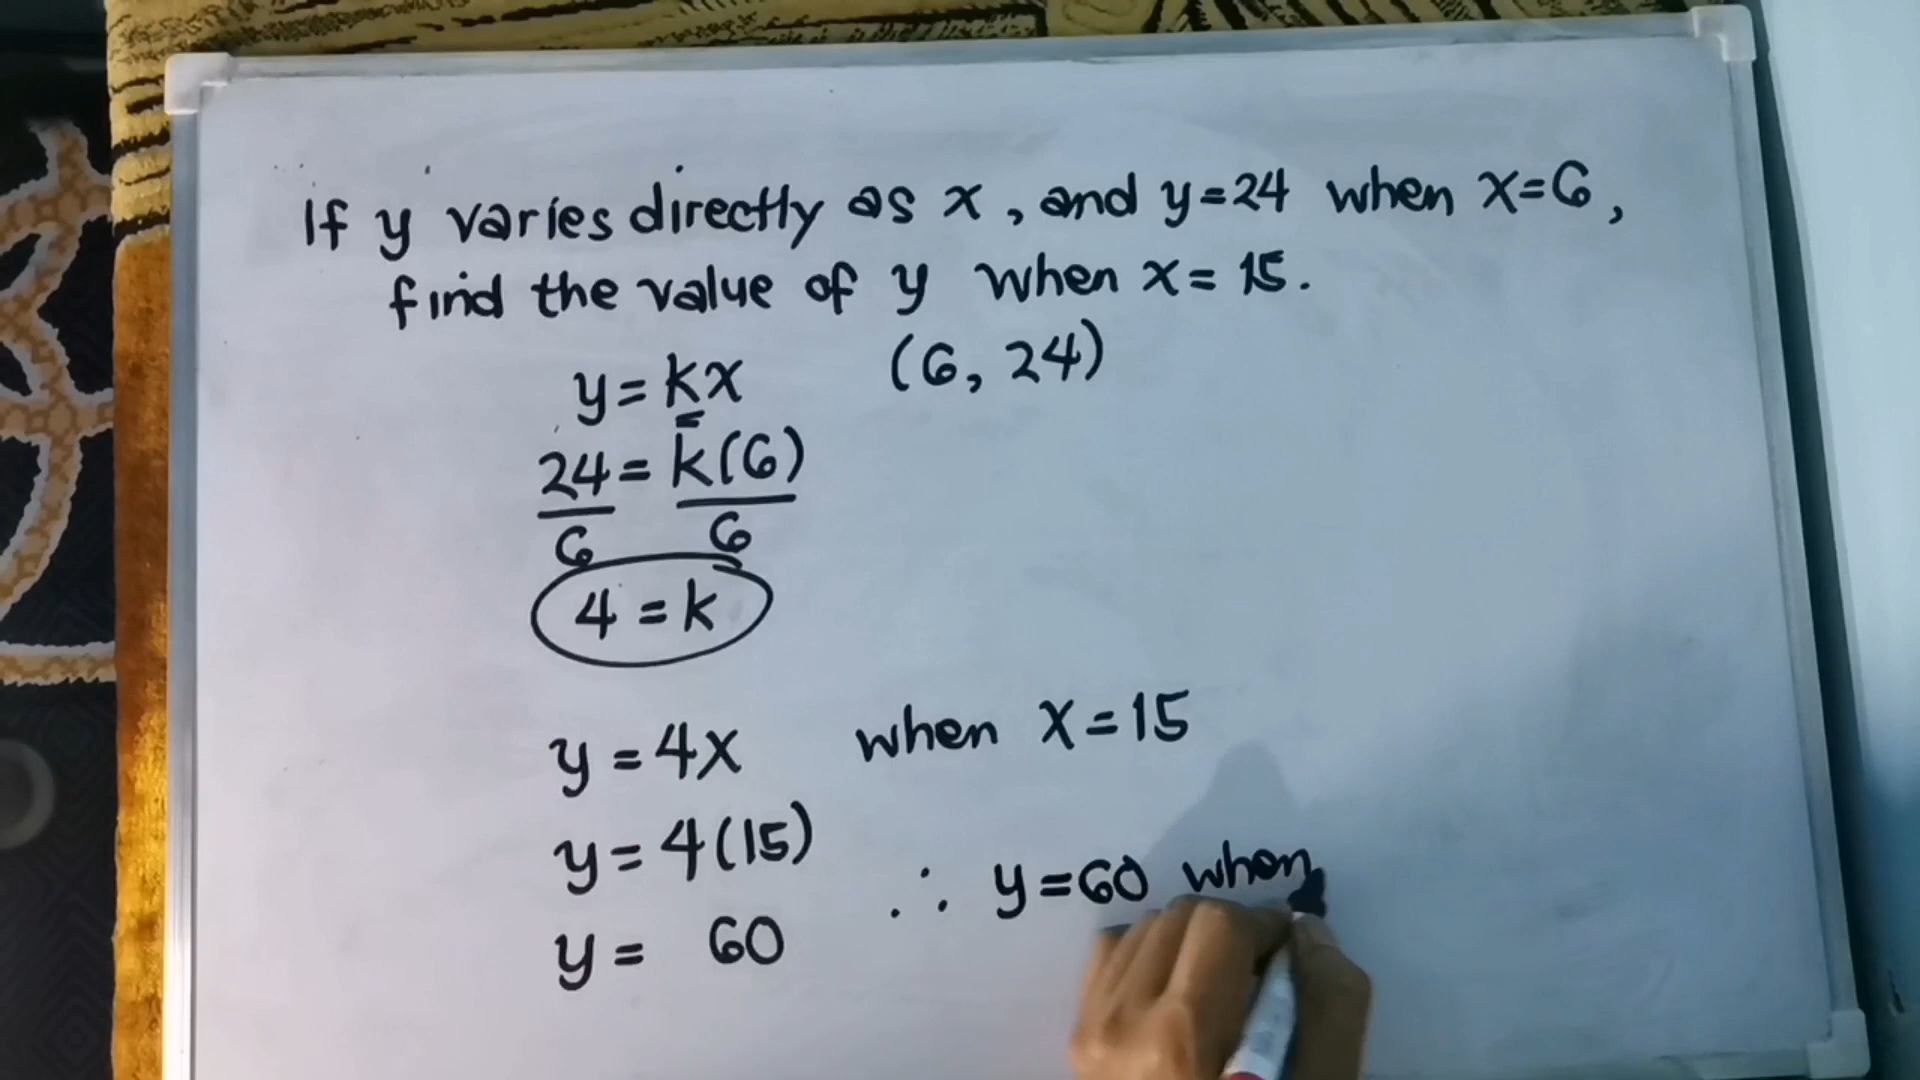 If y varies directly as x, and y=24 when x=6,
find the value of y when x= 15.
y=kx (6, 24)
24= k(6)
6 6
4 = k
y =4x when x=15
y=4(15)
∴ y=60 when
y= 60